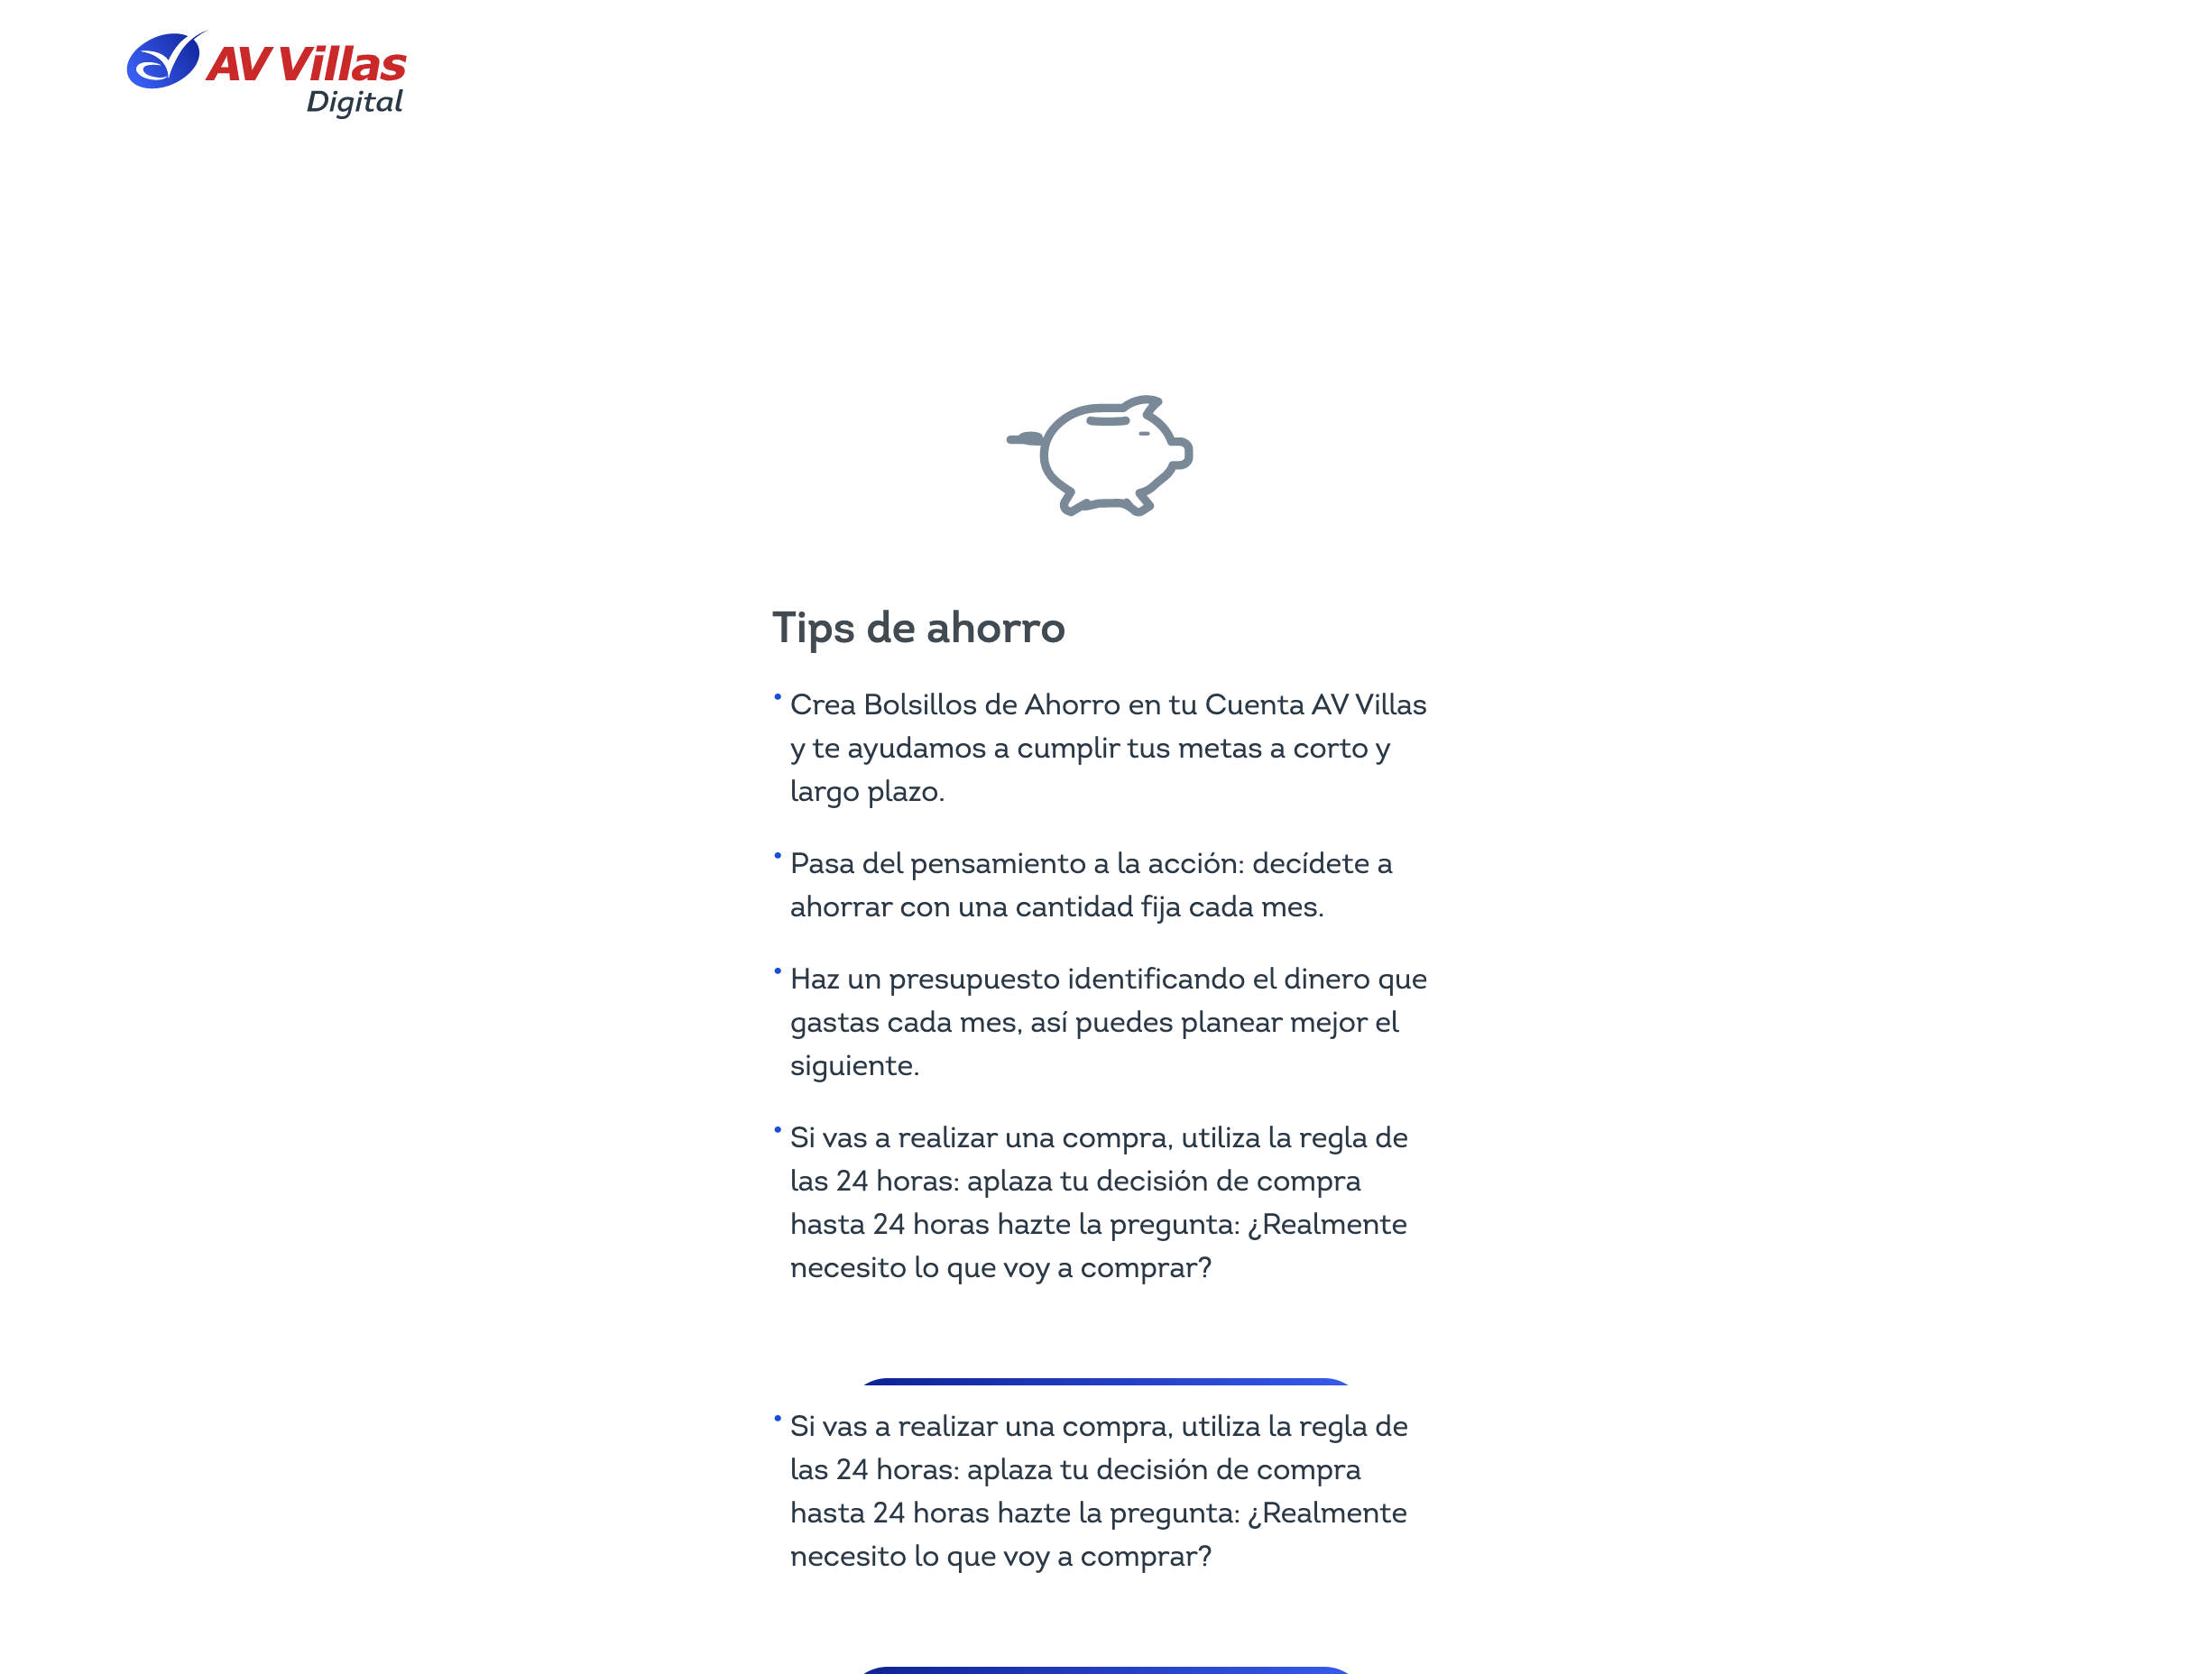 AV Villas
Digital
Tips de ahorro
• Crea Bolsillos de Ahorro en tu Cuenta AV Villas
y te ayudamos a cumplir tus metas a corto y
largo plazo.
• Pasa del pensamiento a la acción: decídete a
ahorrar con una cantidad fija cada mes.
• Haz un presupuesto identificando el dinero que
gastas cada mes, así puedes planear mejor el
siguiente.
• Si vas a realizar una compra, utiliza la regla de
las 24 horas: aplaza tu decisión de compra
hasta 24 horas hazte la pregunta: ¿Realmente
necesito lo que voy a comprar?
• Si vas a realizar una compra, utiliza la regla de
las 24 horas: aplaza tu decisión de compra
hasta 24 horas hazte la pregunta: ¿Realmente
necesito lo que voy a comprar?